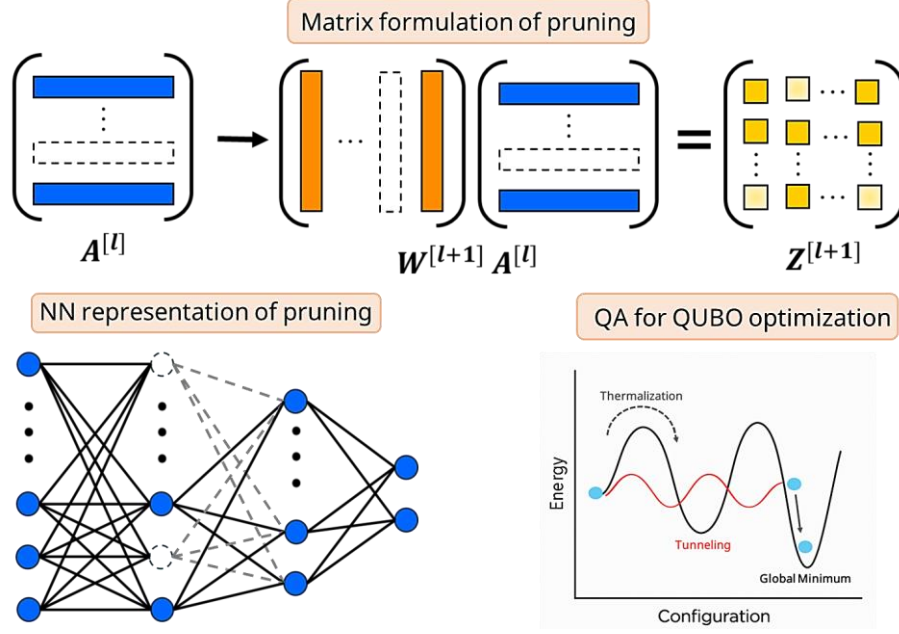 Matrix formulation of pruning
A^[l]
W^[l+1] A^[l]
=
Z^[l+1]
NN representation of pruning
QA for QUBO optimization
Thermalization
Energy
Tunneling
Global Minimum
Configuration